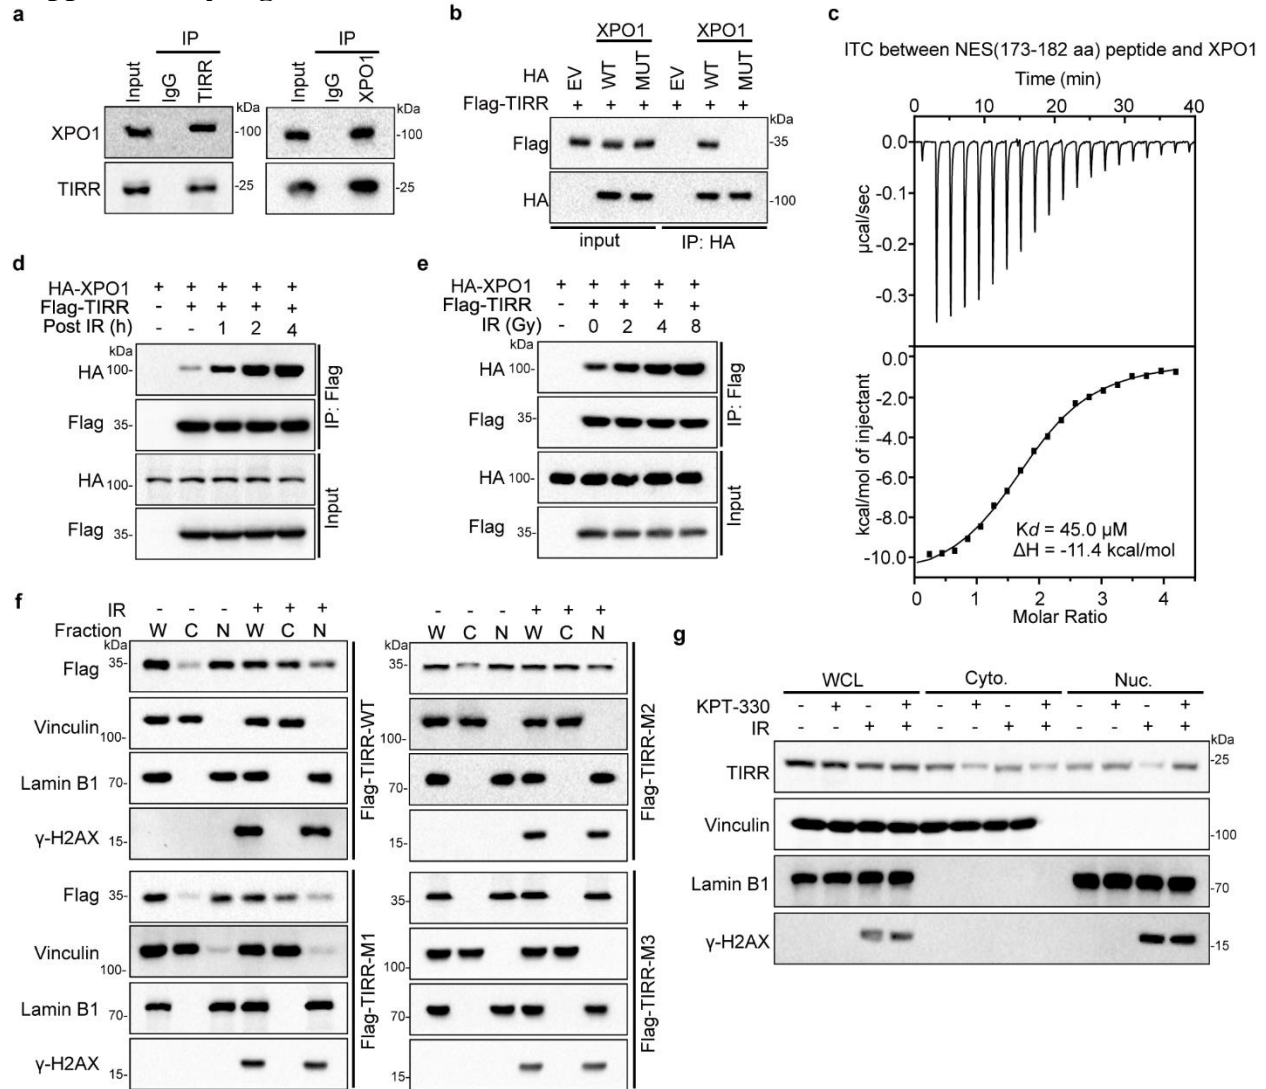 a
IP
IP
Input
IgG
TIRR
Input
IgG
XPO1
kDa
kDa
XPO1
-100
-100
TIRR
-25
-25
b
XPO1
XPO1
HA
EV
WT
MUT
EV
WT
MUT
Flag-TIRR
+ + + + + +
kDa
Flag
-35
HA
-100
input
IP: HA
c
ITC between NES(173-182 aa) peptide and XPO1
Time (min)
0 10 20 30 40
0.0
-0.1
-0.2
-0.3
µcal/sec
0.0
-2.0
-4.0
-6.0
-8.0
-10.0
kcal/mol of injectant
Kd = 45.0 µM
ΔH = -11.4 kcal/mol
0 1 2 3 4
Molar Ratio
d
HA-XPO1 + + + + +
Flag-TIRR - + + + +
Post IR (h) - - 1 2 4
kDa
HA 100-
Flag 35-
IP: Flag
HA 100-
Flag 35-
Input
e
HA-XPO1 + + + + +
Flag-TIRR - + + + +
IR (Gy) - 0 2 4 8
kDa
HA 100-
Flag 35-
IP: Flag
HA 100-
Flag 35-
Input
f
IR - - - + + +
Fraction W C N W C N
kDa
Flag 35-
Vinculin 100-
Lamin B1 70-
γ-H2AX 15-
Flag-TIRR-WT
- - - + + +
W C N W C N
kDa
35-
100-
70-
15-
Flag-TIRR-M2
Flag 35-
Vinculin 100-
Lamin B1 70-
γ-H2AX 15-
Flag-TIRR-M1
35-
100-
70-
15-
Flag-TIRR-M3
g
WCL Cyto. Nuc.
KPT-330 - + - + - + - + - + - +
IR - - + + - - + + - - + +
kDa
TIRR -25
Vinculin -100
Lamin B1 -70
γ-H2AX -15